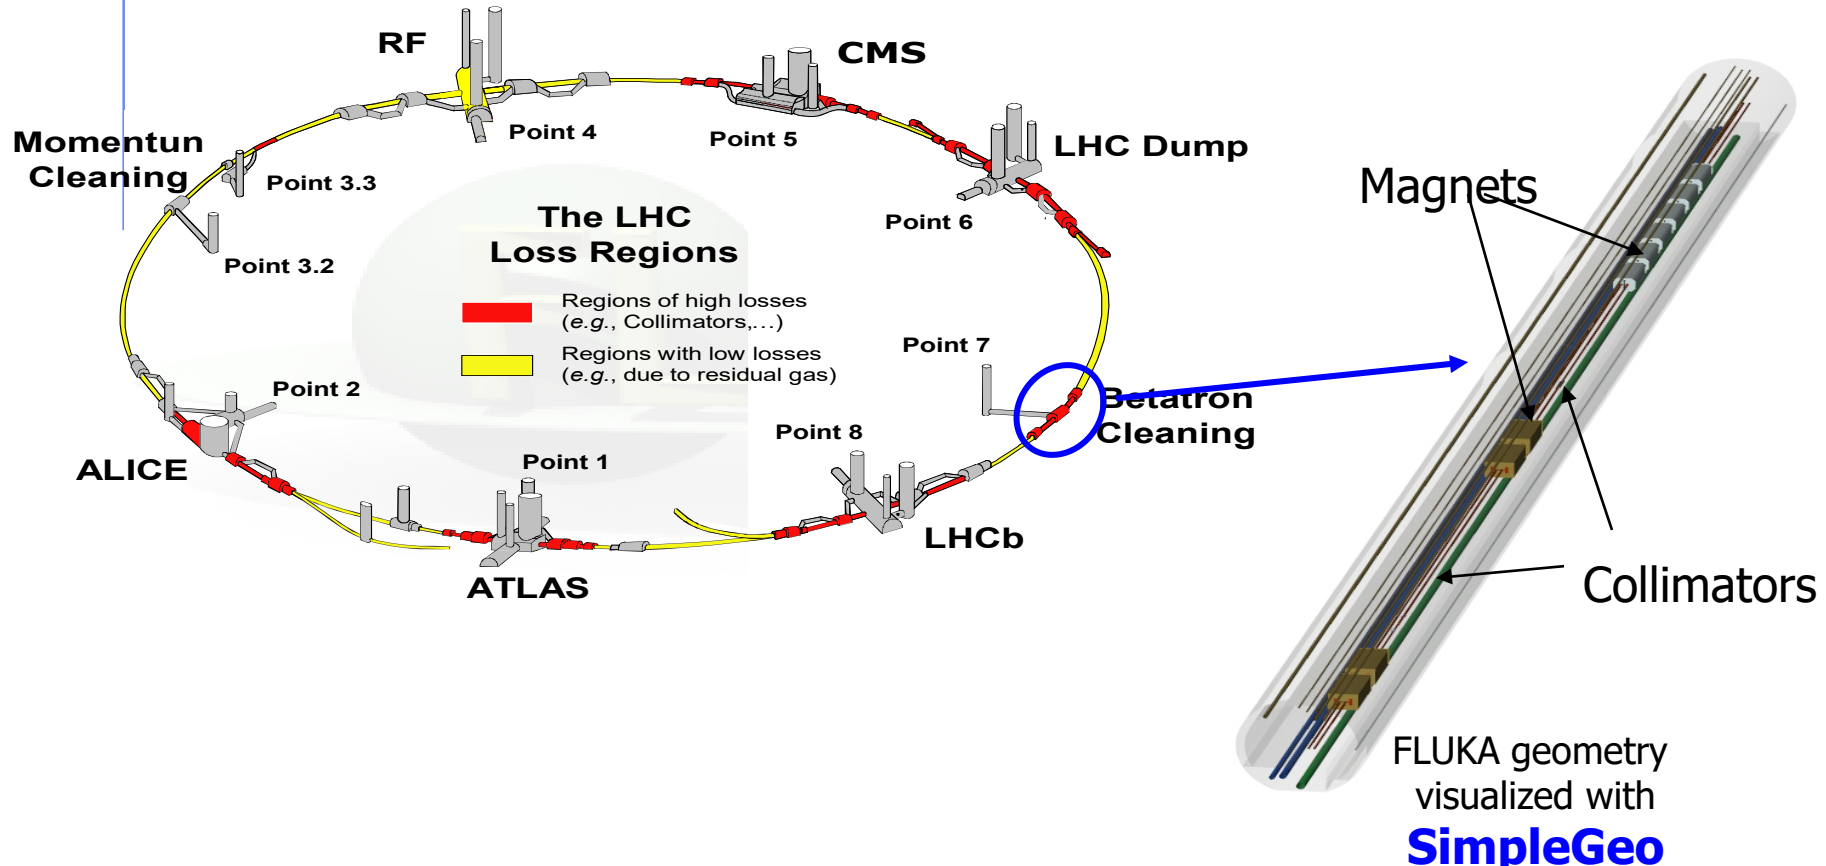 RF
CMS
Point 4
Point 5
Momentun
Cleaning
Point 3.3
Point 3.2
LHC Dump
Point 6
The LHC
Loss Regions
Regions of high losses
(e.g., Collimators,...)
Regions with low losses
(e.g., due to residual gas)
Point 7
Betatron
Cleaning
Point 2
ALICE
Point 8
Point 1
LHCb
ATLAS
Magnets
Collimators
FLUKA geometry
visualized with
SimpleGeo